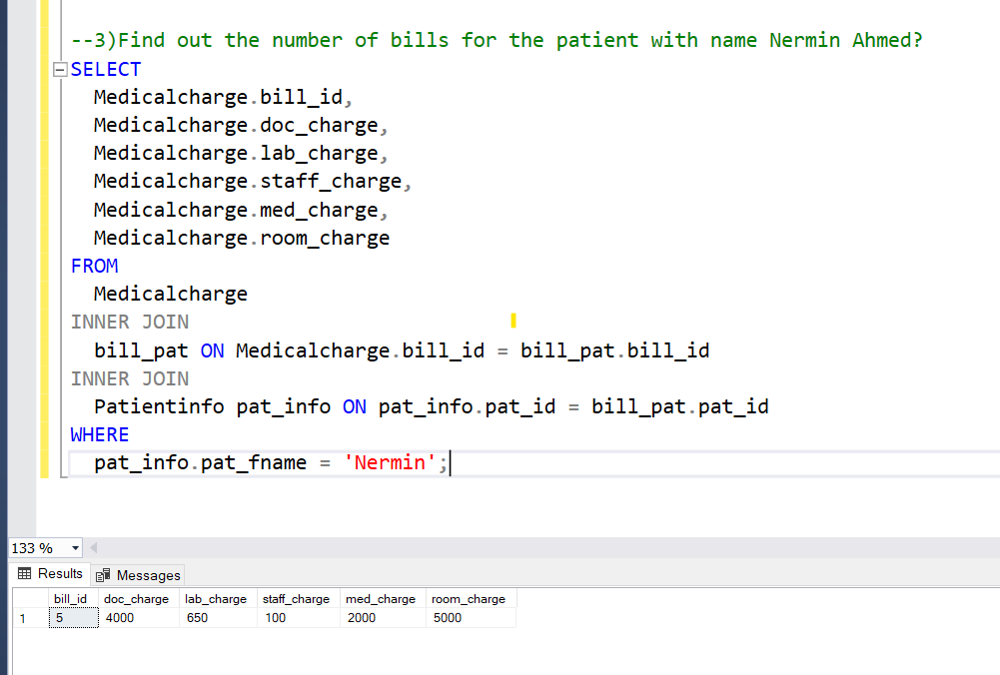 --3)Find out the number of bills for the patient with name Nermin Ahmed?
SELECT
Medicalcharge.bill_id,
Medicalcharge.doc_charge,
Medicalcharge.lab_charge,
Medicalcharge.staff_charge,
Medicalcharge.med_charge,
Medicalcharge.room_charge
FROM
Medicalcharge
INNER JOIN
bill_pat ON Medicalcharge.bill_id = bill_pat.bill_id
INNER JOIN
Patientinfo pat_info ON pat_info.pat_id = bill_pat.pat_id
WHERE
pat_info.pat_fname = 'Nermin';
133 %
Results Messages
bill_id doc_charge lab_charge staff_charge med_charge room_charge
1 5 4000 650 100 2000 5000